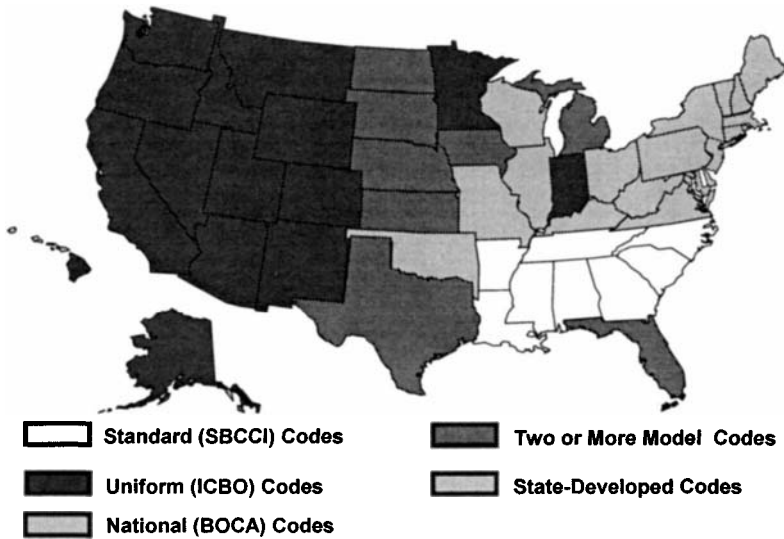 Standard (SBCCI) Codes
Uniform (ICBO) Codes
National (BOCA) Codes
Two or More Model Codes
State-Developed Codes